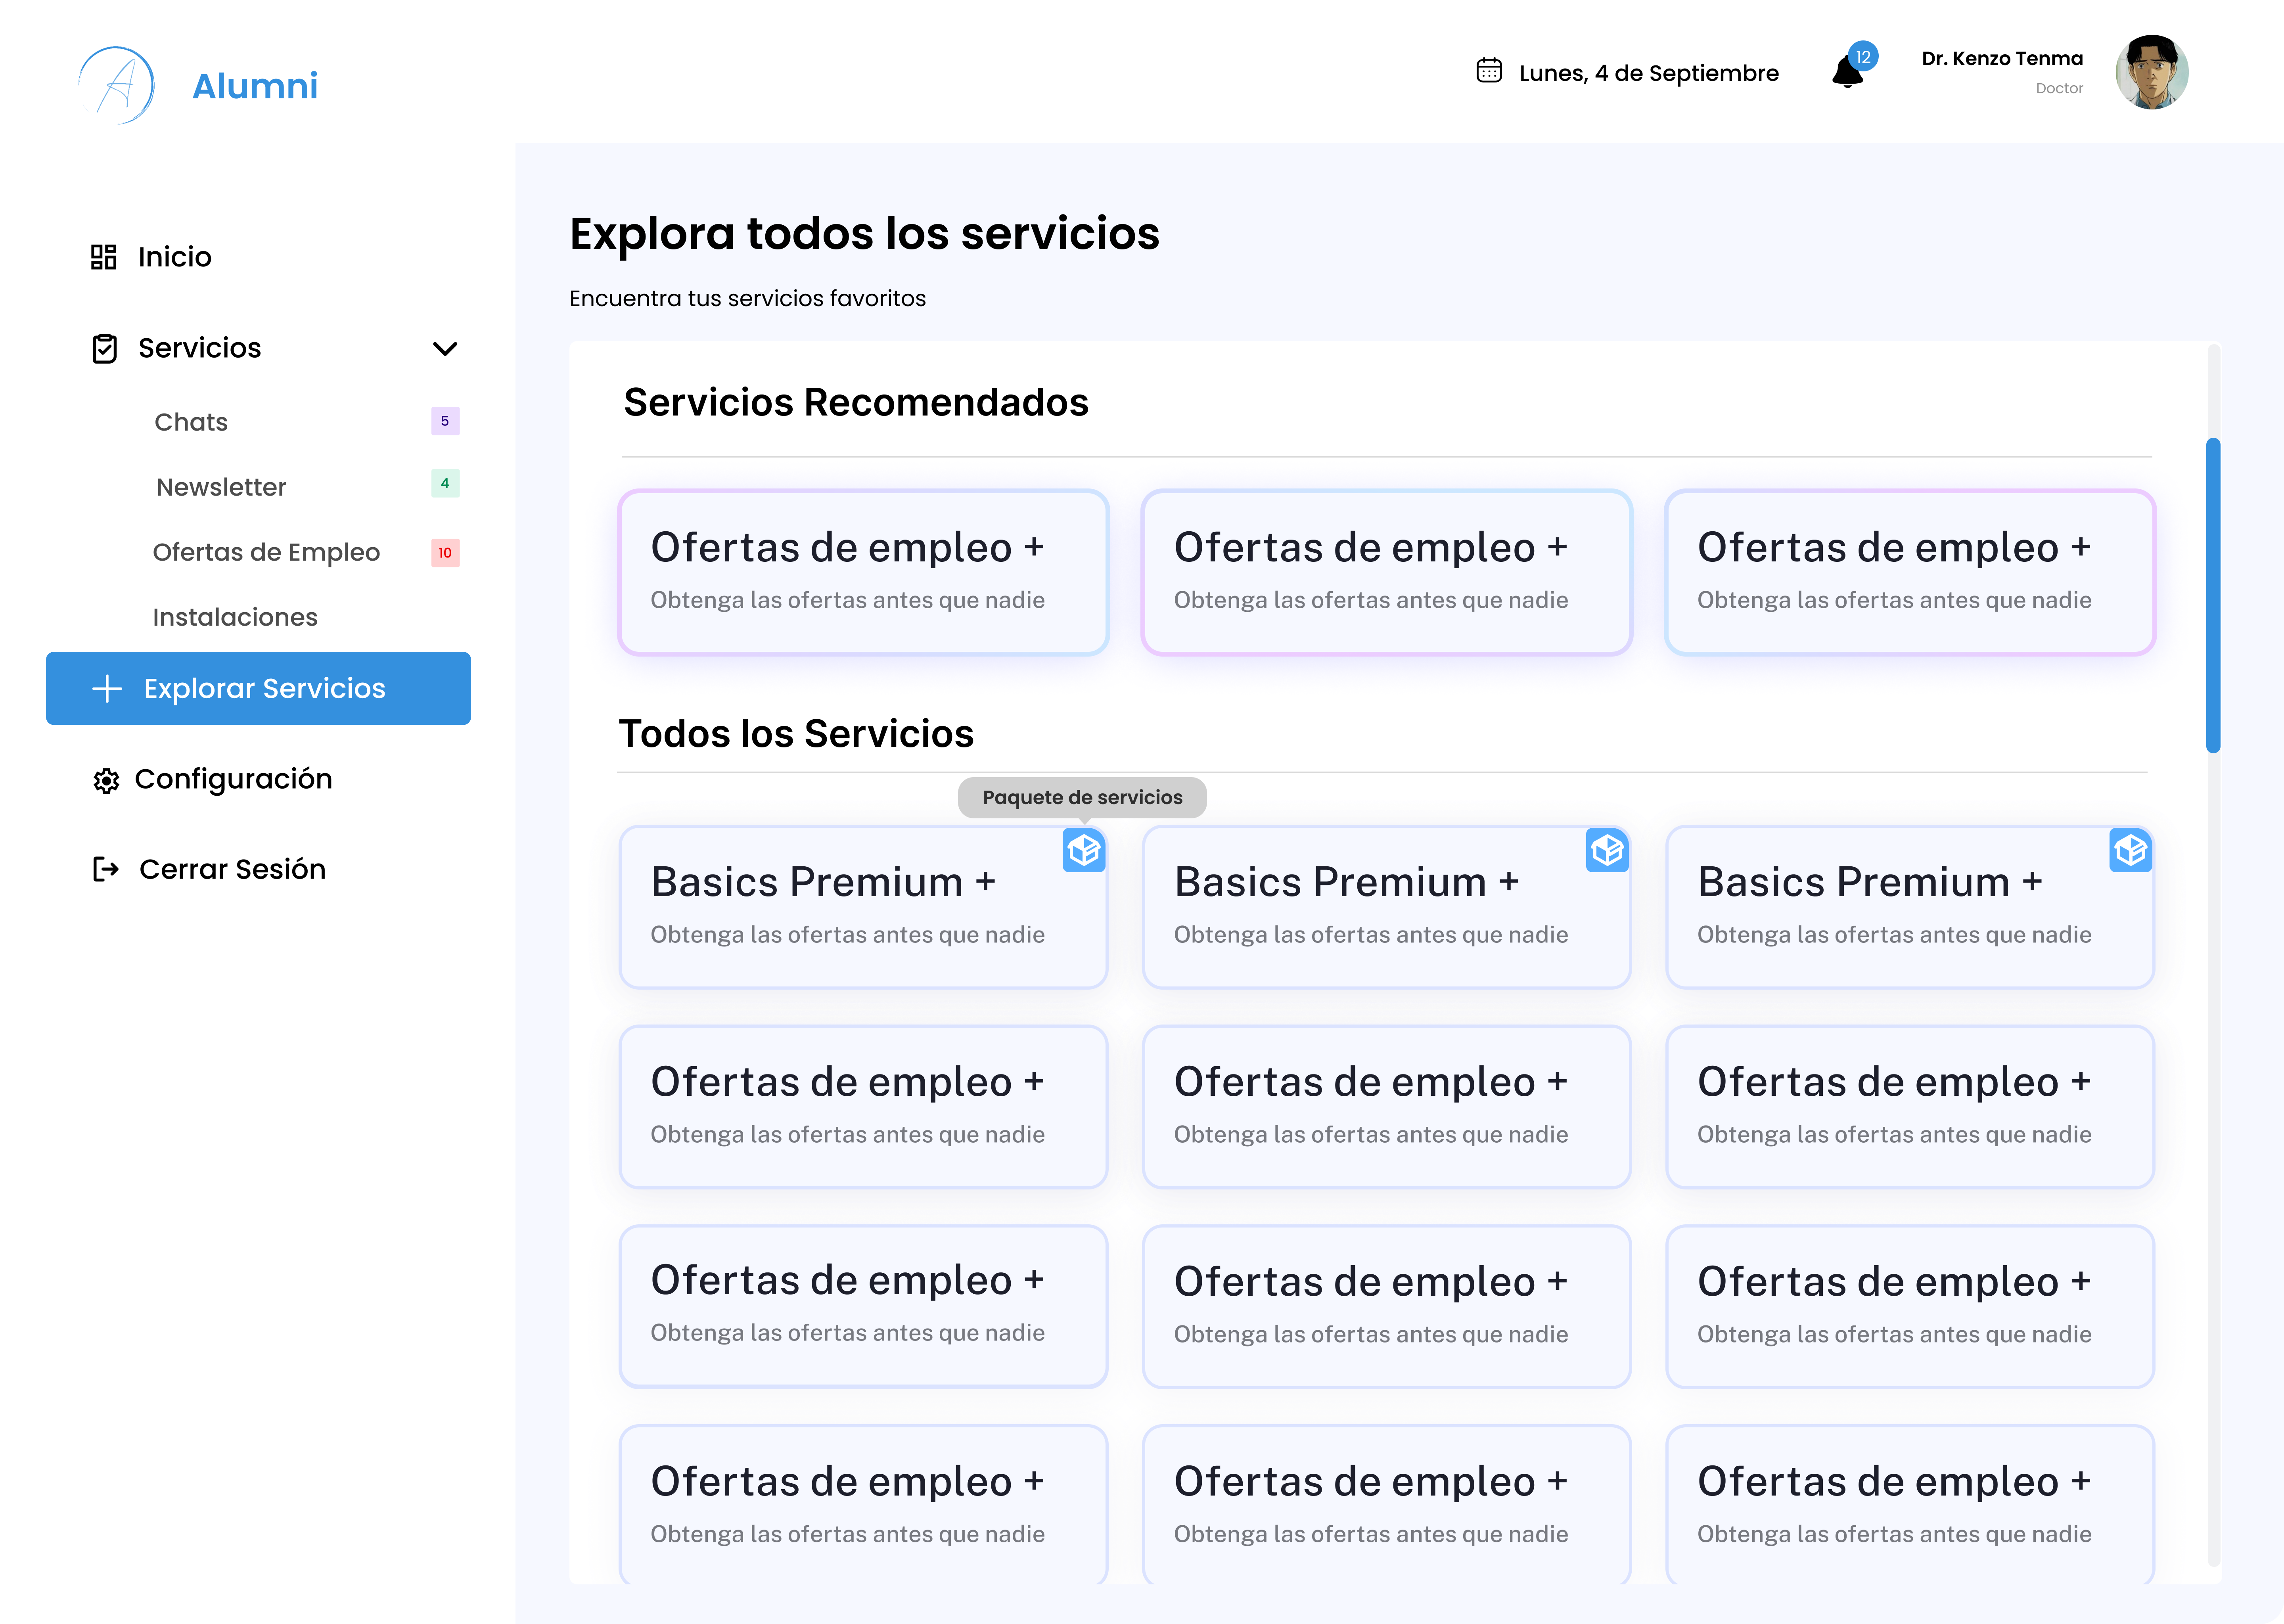 Alumni
Lunes, 4 de Septiembre
12
Dr. Kenzo Tenma
Doctor
Inicio
Servicios
Chats 5
Newsletter 4
Ofertas de Empleo 10
Instalaciones
Explorar Servicios
Configuración
Cerrar Sesión
Explora todos los servicios
Encuentra tus servicios favoritos
Servicios Recomendados
Ofertas de empleo +
Obtenga las ofertas antes que nadie
Ofertas de empleo +
Obtenga las ofertas antes que nadie
Ofertas de empleo +
Obtenga las ofertas antes que nadie
Todos los Servicios
Paquete de servicios
Basics Premium +
Obtenga las ofertas antes que nadie
Basics Premium +
Obtenga las ofertas antes que nadie
Basics Premium +
Obtenga las ofertas antes que nadie
Ofertas de empleo +
Obtenga las ofertas antes que nadie
Ofertas de empleo +
Obtenga las ofertas antes que nadie
Ofertas de empleo +
Obtenga las ofertas antes que nadie
Ofertas de empleo +
Obtenga las ofertas antes que nadie
Ofertas de empleo +
Obtenga las ofertas antes que nadie
Ofertas de empleo +
Obtenga las ofertas antes que nadie
Ofertas de empleo +
Obtenga las ofertas antes que nadie
Ofertas de empleo +
Obtenga las ofertas antes que nadie
Ofertas de empleo +
Obtenga las ofertas antes que nadie